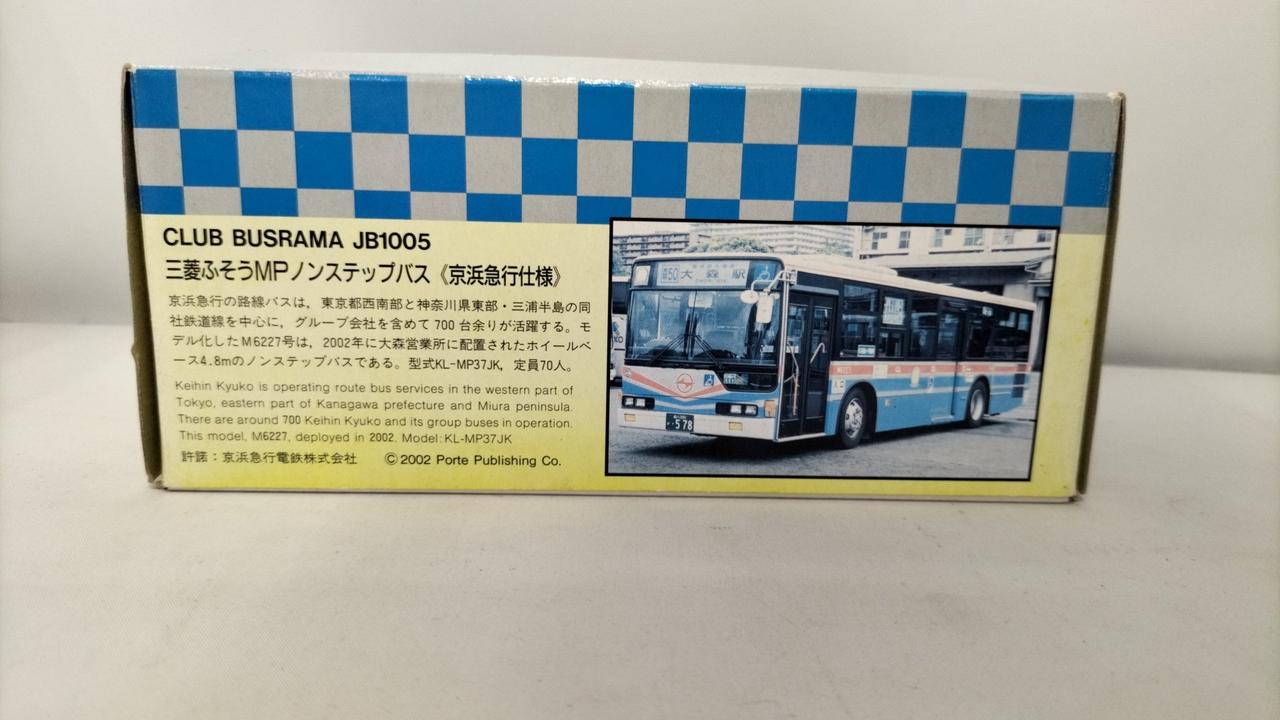 CLUB BUSRAMA JB1005
三菱ふそうMPノンステップバス《京浜急行仕様》
京浜急行の路線バスは，東京都西南部と神奈川県東部・三浦半島の同
社鉄道線を中心に，グループ会社を含めて700台余りが活躍する。モ
デル化したM6227号は，2002年に大森営業所に配置されたホイールベ
ース4.8mのノンステップバスである。型式KL-MP37JK，定員70人。
Keihin Kyuko is operating route bus services in the western part of
Tokyo, eastern part of Kanagawa prefecture and Miura peninsula.
There are around 700 Keihin Kyuko and its group buses in operation.
This model, M6227, deployed in 2002. Model:KL-MP37JK
許諾：京浜急行電鉄株式会社 ©2002 Porte Publishing Co.
大森駅
・578